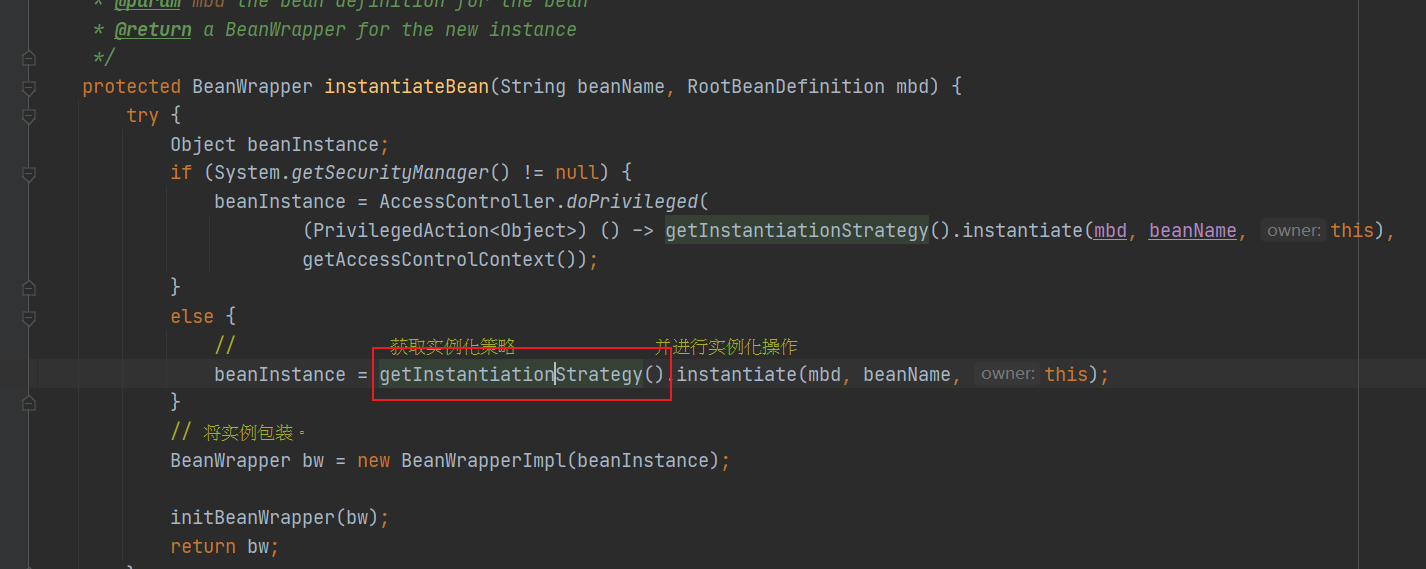 * @param mbd the bean definition for the bean
* @return a BeanWrapper for the new instance
*/
protected BeanWrapper instantiateBean(String beanName, RootBeanDefinition mbd) {
try {
Object beanInstance;
if (System.getSecurityManager() != null) {
beanInstance = AccessController.doPrivileged(
(PrivilegedAction<Object>) () -> getInstantiationStrategy().instantiate(mbd, beanName, owner: this),
getAccessControlContext());
}
else {
// 获取实例化策略 并进行实例化操作
beanInstance = getInstantiationStrategy().instantiate(mbd, beanName, owner: this);
}
// 将实例包装。
BeanWrapper bw = new BeanWrapperImpl(beanInstance);
initBeanWrapper(bw);
return bw;
}